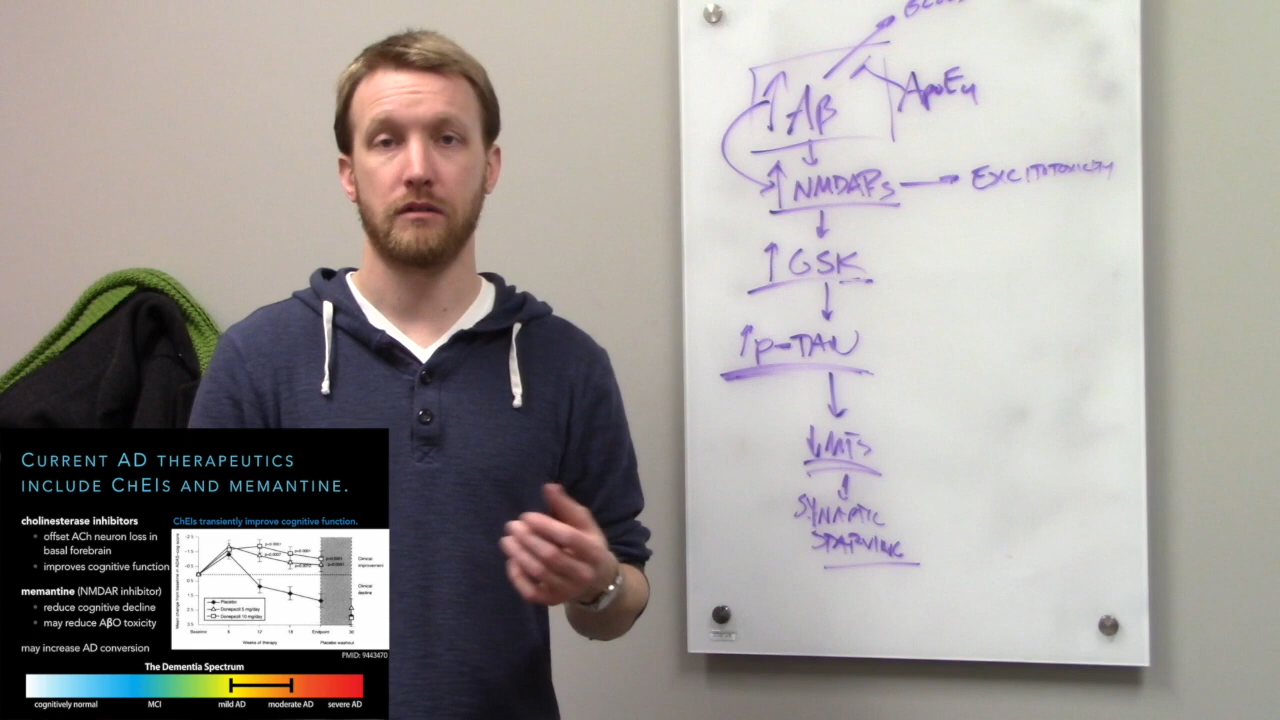 ↑ Aβ
ApoE4
↓
↑ NMDARs → EXCITOTOXICITY
↓
↑ GSK
↓
↑ p-TAU
↓
↓ MTs
↓
SYNAPTIC
STARVING
CURRENT AD THERAPEUTICS
INCLUDE CHEIS AND MEMANTINE.
cholinesterase inhibitors
• offset ACh neuron loss in
basal forebrain
• improves cognitive function
memantine (NMDAR inhibitor)
• reduce cognitive decline
• may reduce AβO toxicity
may increase AD conversion
ChEIs transiently improve cognitive function.
Clinical
improvement
Clinical
decline
Placebo
Donepezil 5 mg/day
Donepezil 10 mg/day
Baseline 6 12 18 Endpoint 30
Weeks of therapy Placebo washout
PMID: 9443470
The Dementia Spectrum
cognitively normal MCI mild AD moderate AD severe AD